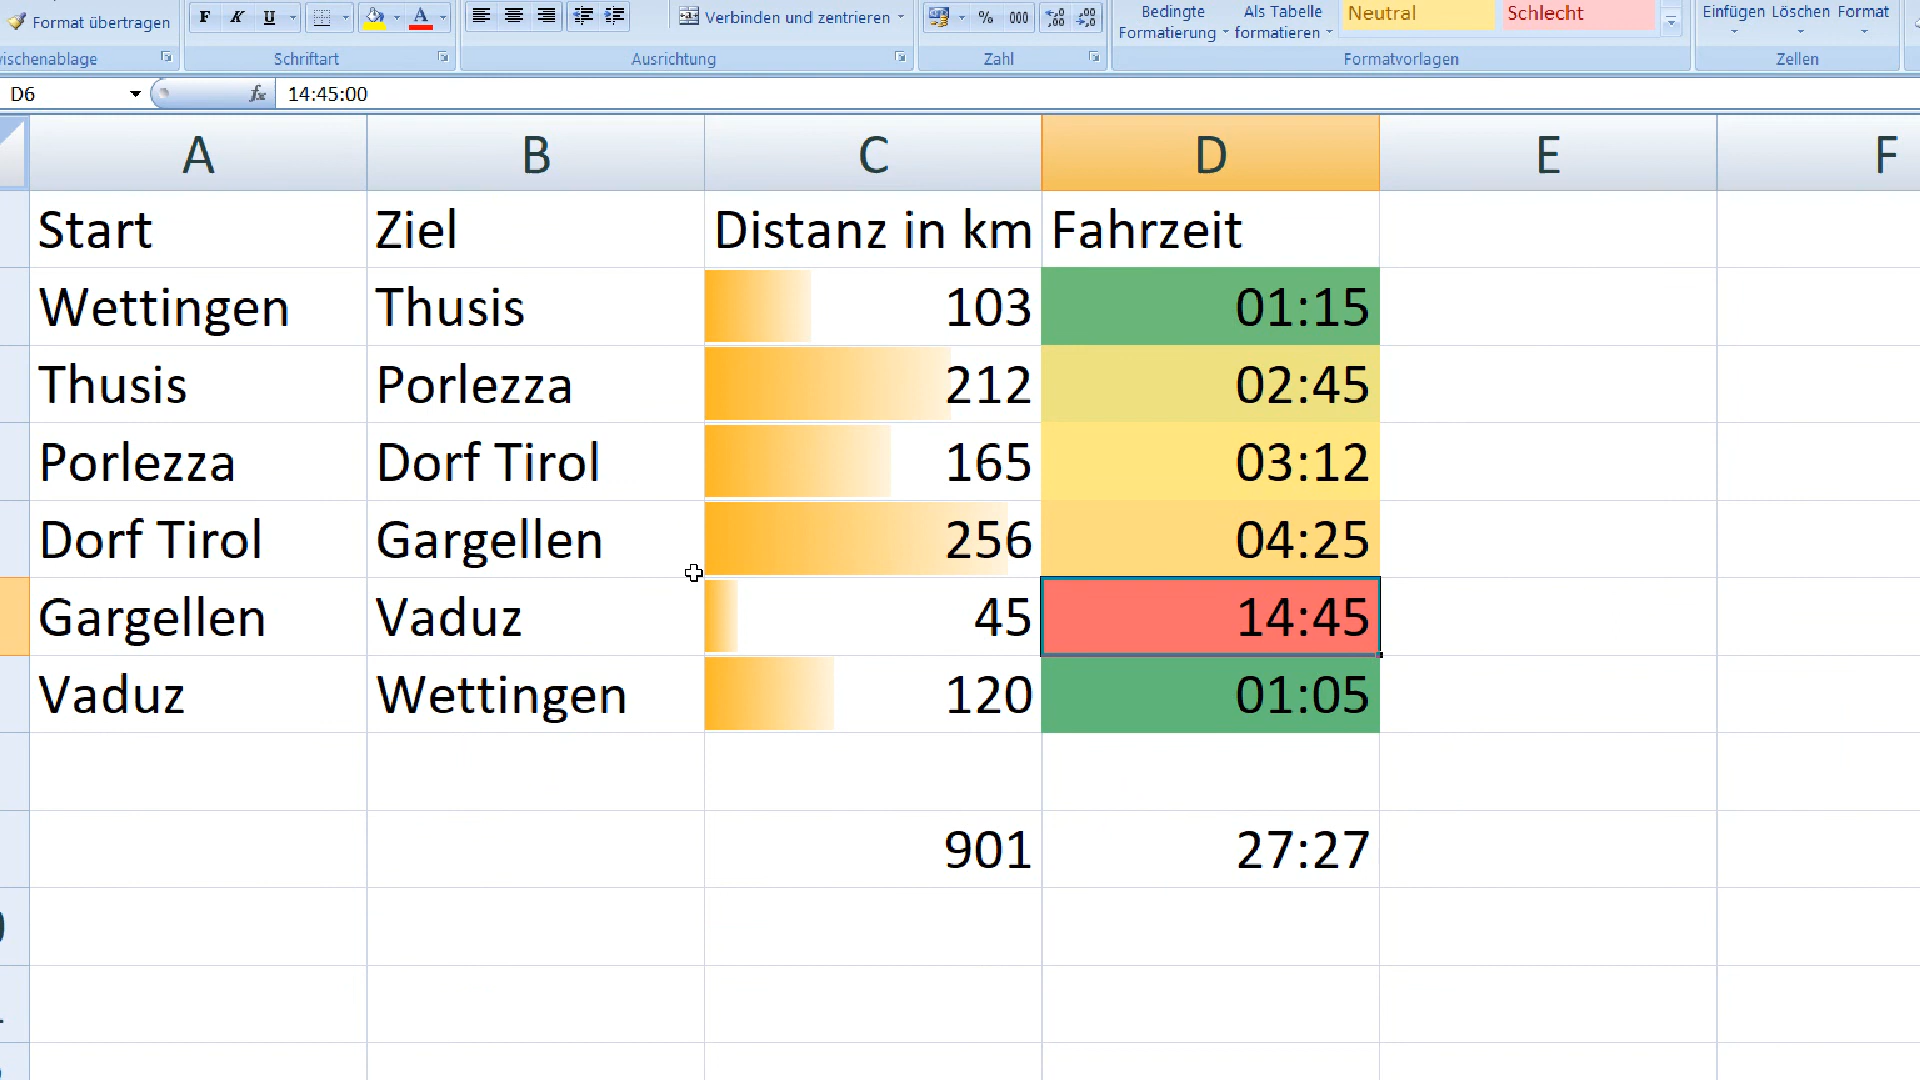 Format übertragen
F K U
Verbinden und zentrieren
% 000
Bedingte Formatierung
Als Tabelle formatieren
Neutral
Schlecht
Einfügen Löschen Format
ischenablage
Schriftart
Ausrichtung
Zahl
Formatvorlagen
Zellen
D6 fx 14:45:00
A B C D E F
Start Ziel Distanz in km Fahrzeit
Wettingen Thusis 103 01:15
Thusis Porlezza 212 02:45
Porlezza Dorf Tirol 165 03:12
Dorf Tirol Gargellen 256 04:25
Gargellen Vaduz 45 14:45
Vaduz Wettingen 120 01:05
901 27:27